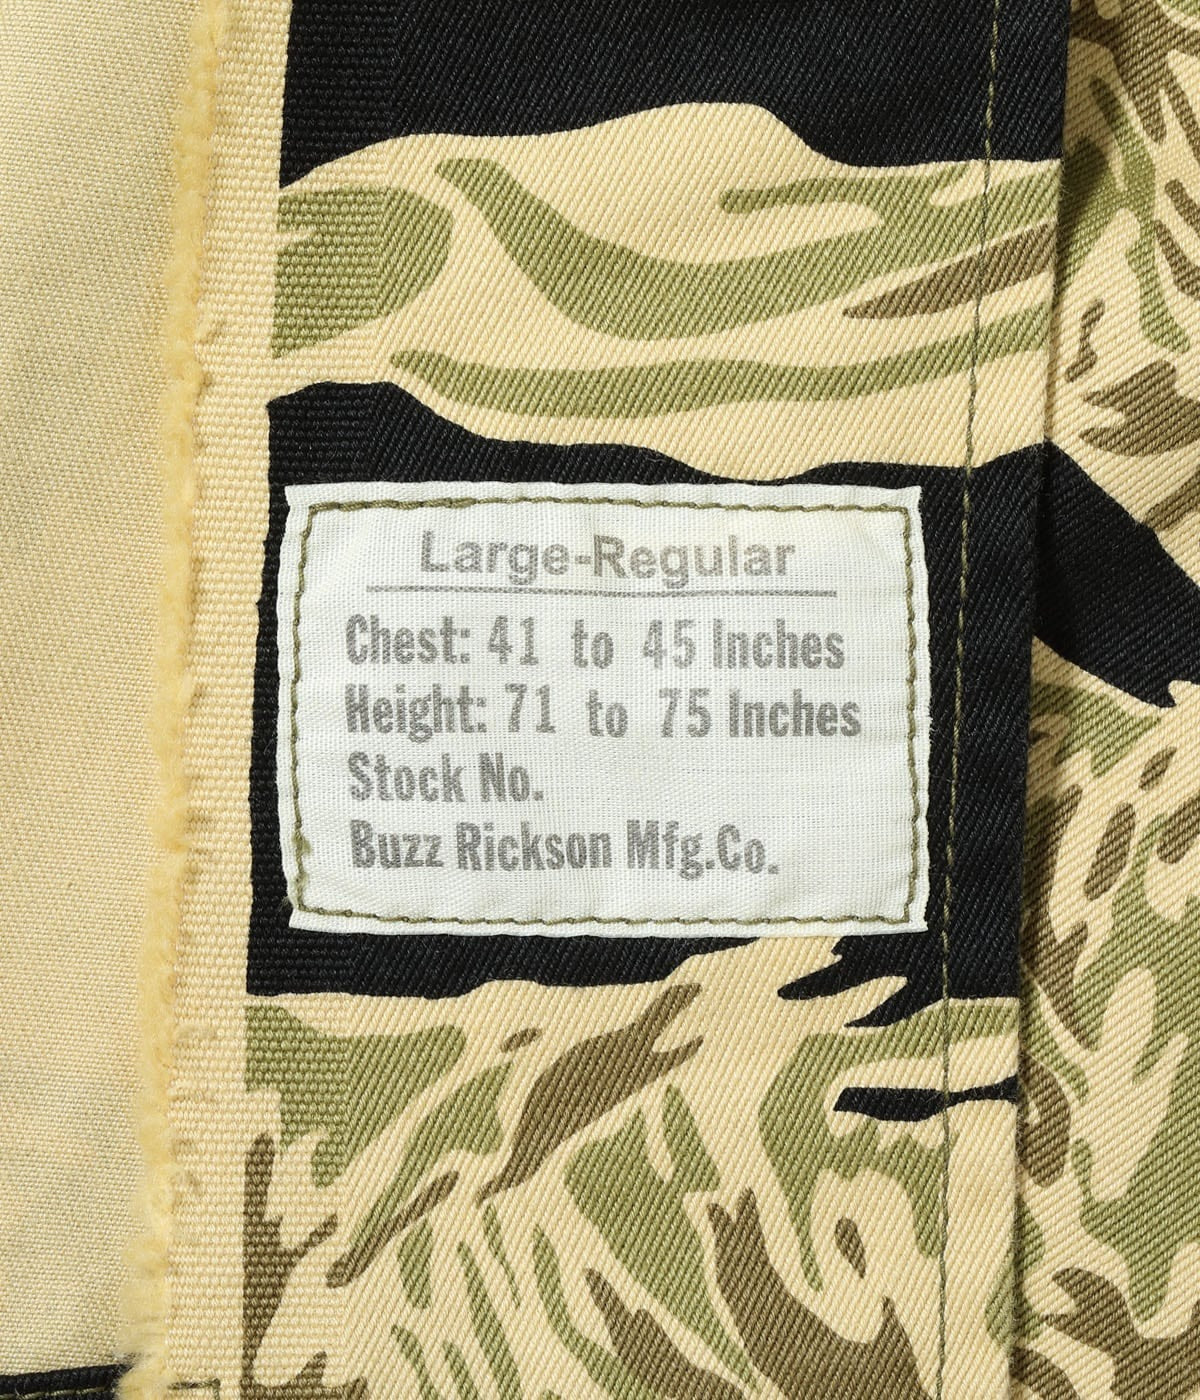 Large-Regular
Chest: 41 to 45 Inches
Height: 71 to 75 Inches
Stock No.
Buzz Rickson Mfg.Co.